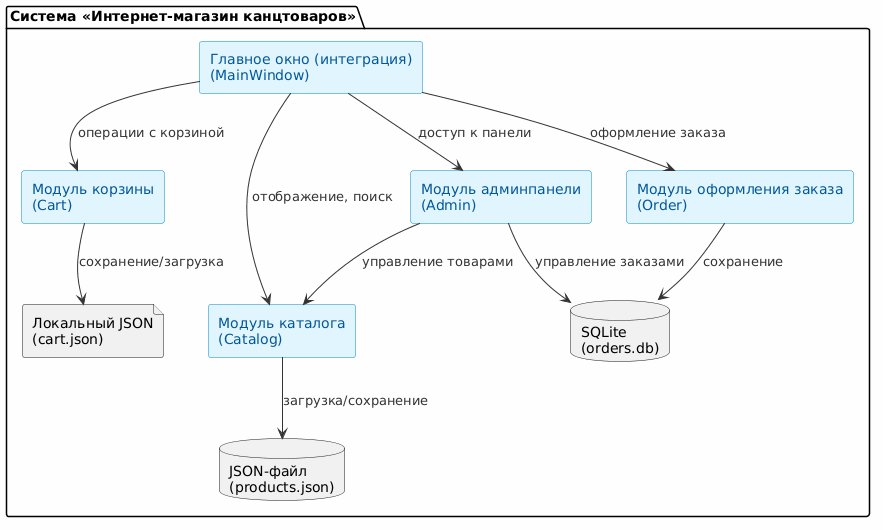 Система «Интернет-магазин канцтоваров»
Главное окно (интеграция)
(MainWindow)
операции с корзиной
доступ к панели
оформление заказа
Модуль корзины
(Cart)
отображение, поиск
Модуль админпанели
(Admin)
Модуль оформления заказа
(Order)
сохранение/загрузка
управление товарами
управление заказами
сохранение
Локальный JSON
(cart.json)
Модуль каталога
(Catalog)
SQLite
(orders.db)
загрузка/сохранение
JSON-файл
(products.json)